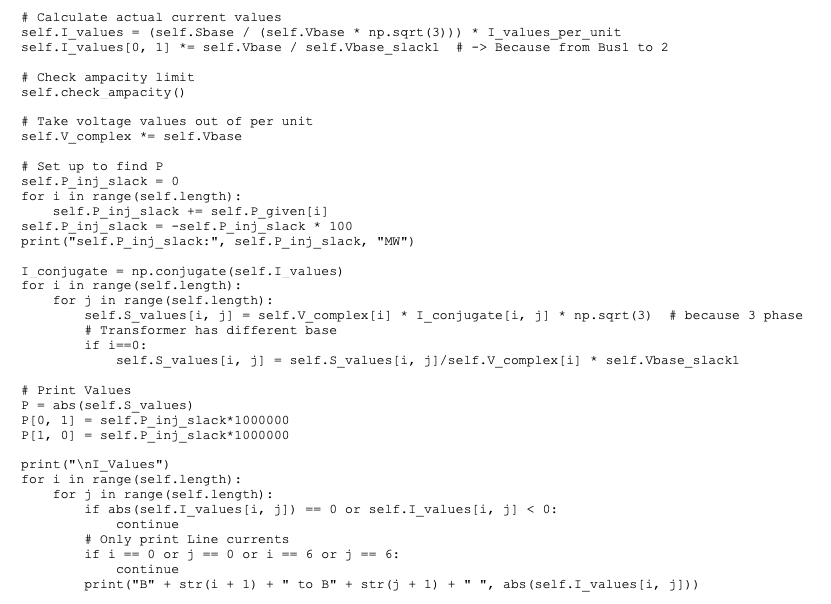 # Calculate actual current values
self.I_values = (self.Sbase / (self.Vbase * np.sqrt(3))) * I_values_per_unit
self.I_values[0, 1] *= self.Vbase / self.Vbase_slack1  # -> Because from Bus1 to 2

# Check ampacity limit
self.check_ampacity()

# Take voltage values out of per unit
self.V_complex *= self.Vbase

# Set up to find P
self.P_inj_slack = 0
for i in range(self.length):
    self.P_inj_slack += self.P_given[i]
self.P_inj_slack = -self.P_inj_slack * 100
print("self.P_inj_slack:", self.P_inj_slack, "MW")

I_conjugate = np.conjugate(self.I_values)
for i in range(self.length):
    for j in range(self.length):
        self.S_values[i, j] = self.V_complex[i] * I_conjugate[i, j] * np.sqrt(3)  # because 3 phase
        # Transformer has different base
        if i==0:
            self.S_values[i, j] = self.S_values[i, j]/self.V_complex[i] * self.Vbase_slack1

# Print Values
P = abs(self.S_values)
P[0, 1] = self.P_inj_slack*1000000
P[1, 0] = self.P_inj_slack*1000000

print("\nI_Values")
for i in range(self.length):
    for j in range(self.length):
        if abs(self.I_values[i, j]) == 0 or self.I_values[i, j] < 0:
            continue
        # Only print Line currents
        if i == 0 or j == 0 or i == 6 or j == 6:
            continue
        print("B" + str(i + 1) + " to B" + str(j + 1) + " ", abs(self.I_values[i, j]))